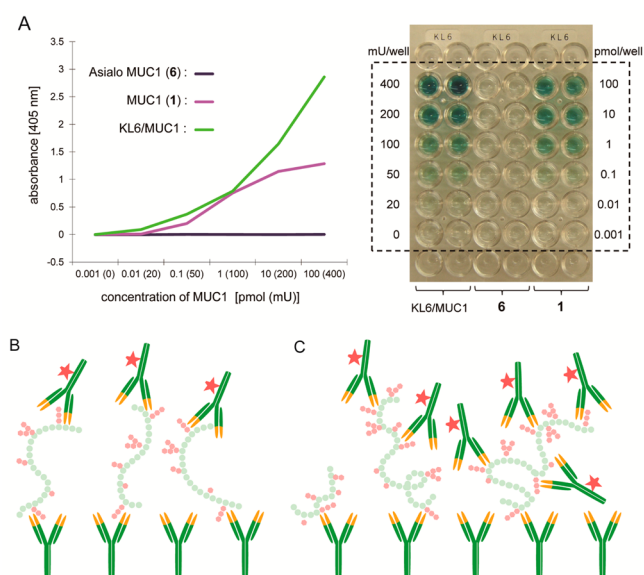 A
3.5
3
2.5
2
1.5
1
0.5
0
-0.5
absorbance [405 nm]
Asialo MUC1 (6) :
MUC1 (1) :
KL6/MUC1 :
0.001 (0) 0.01 (20) 0.1 (50) 1 (100) 10 (200) 100 (400)
concentration of MUC1 [pmol (mU)]
mU/well
400
200
100
50
20
0
KL6 KL6 KL6
pmol/well
100
10
1
0.1
0.01
0.001
KL6/MUC1 6 1
B
C